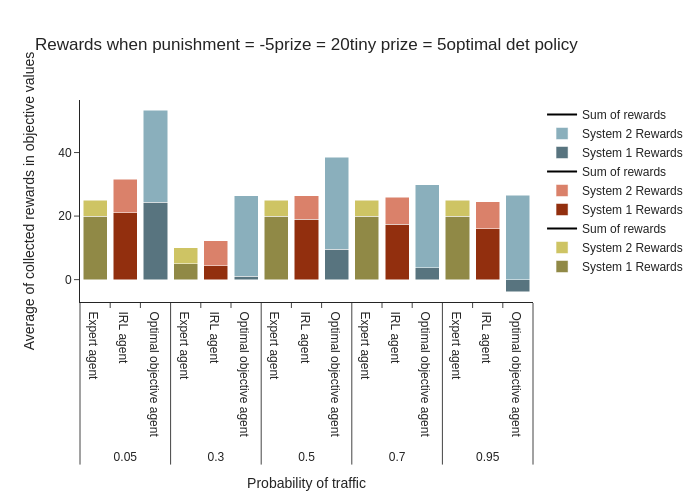 Rewards when punishment = -5prize = 20tiny prize = 5optimal det policy
Average of collected rewards in objective values
40
20
0
Sum of rewards
System 2 Rewards
System 1 Rewards
Sum of rewards
System 2 Rewards
System 1 Rewards
Sum of rewards
System 2 Rewards
System 1 Rewards
Expert agent
IRL agent
Optimal objective agent
Expert agent
IRL agent
Optimal objective agent
Expert agent
IRL agent
Optimal objective agent
Expert agent
IRL agent
Optimal objective agent
Expert agent
IRL agent
Optimal objective agent
0.05
0.3
0.5
0.7
0.95
Probability of traffic